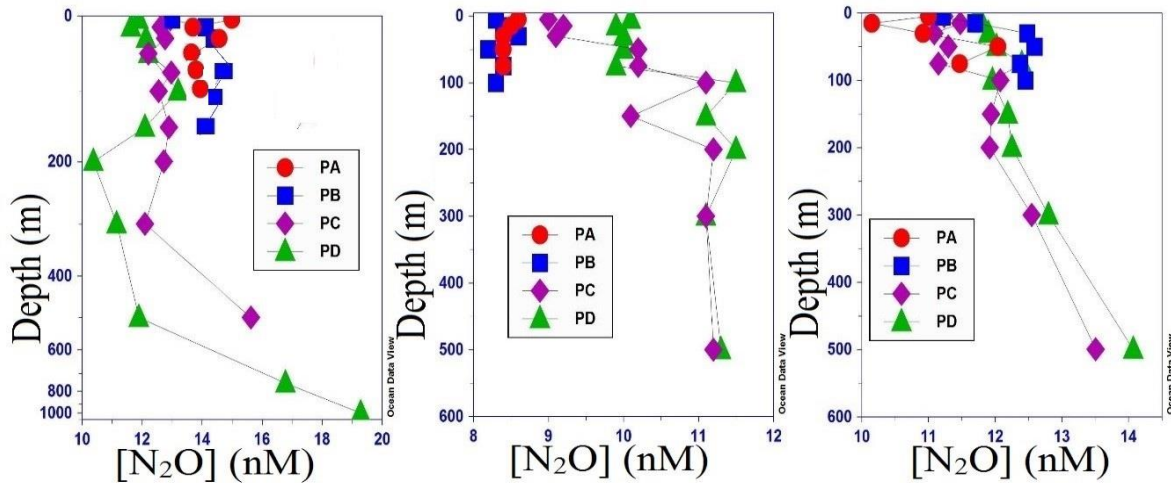 0
200
400
600
800
1000
Depth (m)
PA
PB
PC
PD
Ocean Data View
10 12 14 16 18 20
[N₂O] (nM)
0
100
200
300
400
500
600
Depth (m)
PA
PB
PC
PD
Ocean Data View
8 9 10 11 12
[N₂O] (nM)
0
100
200
300
400
500
600
Depth (m)
PA
PB
PC
PD
Ocean Data View
10 11 12 13 14
[N₂O] (nM)